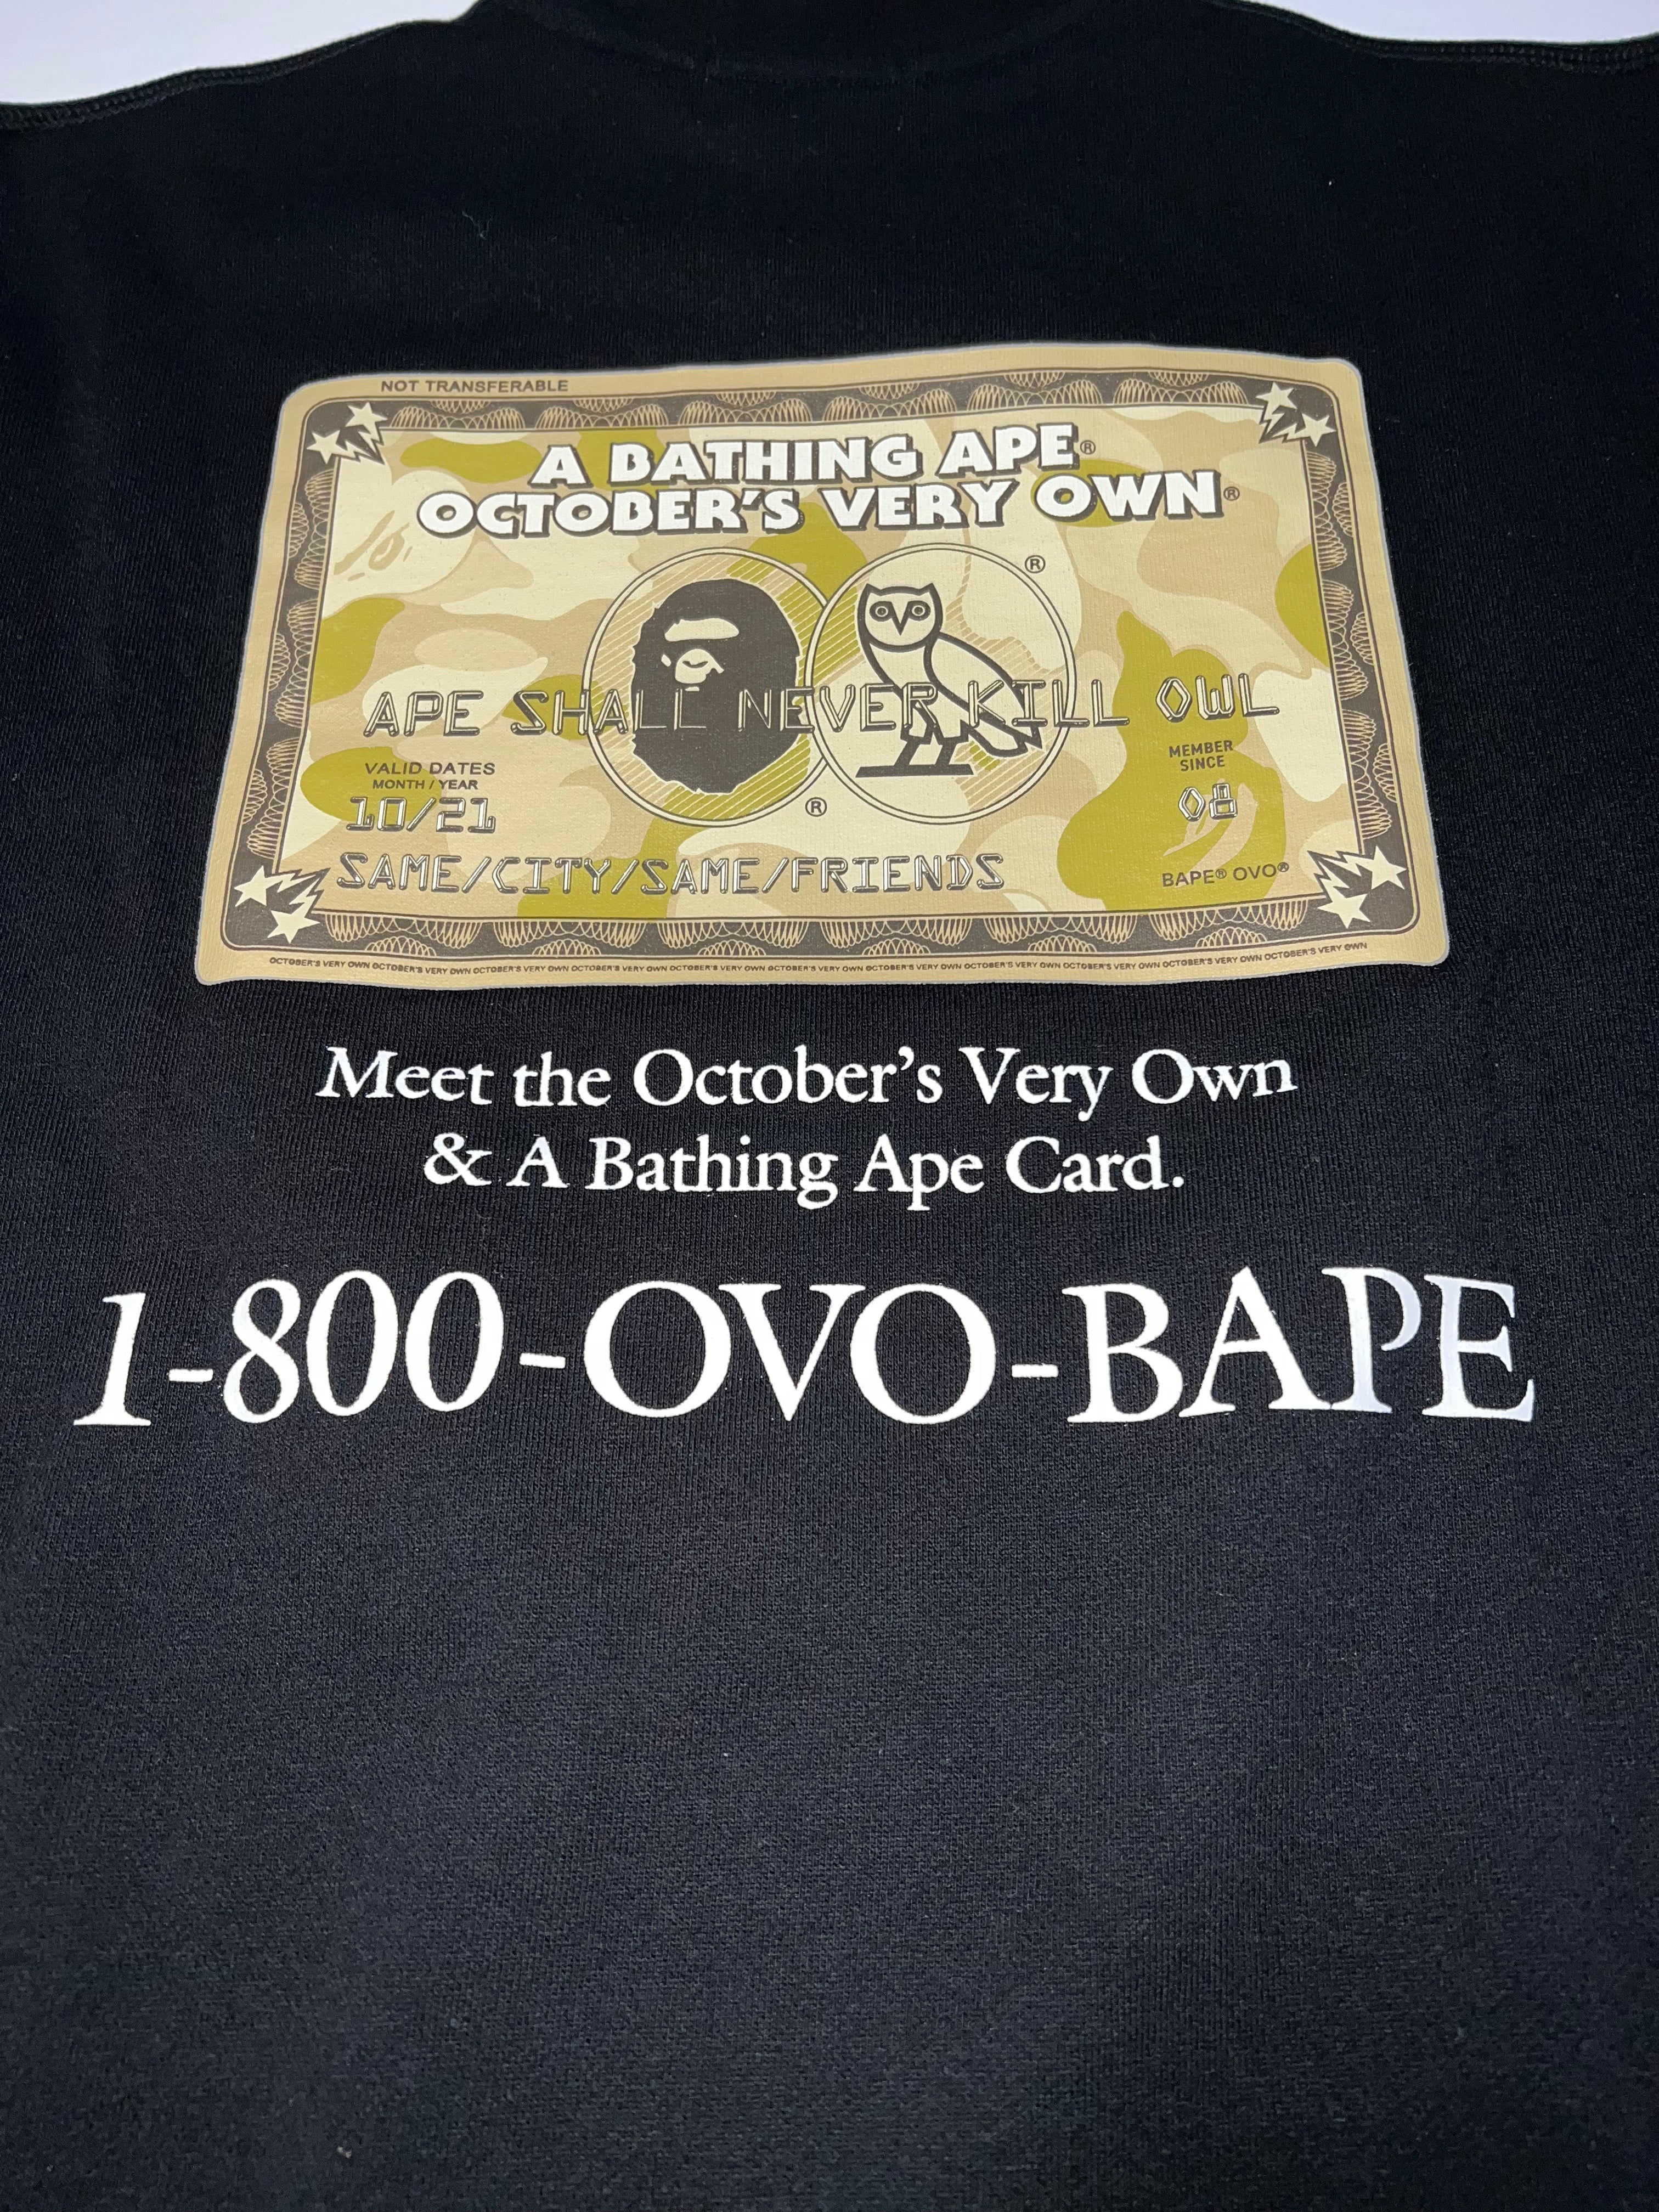 NOT TRANSFERABLE
A BATHING APE®
OCTOBER'S VERY OWN®
®
APE SHALL NEVER KILL OWL
VALID DATES
MONTH / YEAR
10/21
®
MEMBER
SINCE
08
SAME/CITY/SAME/FRIENDS
BAPE® OVO®
OCTOBER'S VERY OWN OCTOBER'S VERY OWN OCTOBER'S VERY OWN OCTOBER'S VERY OWN OCTOBER'S VERY OWN OCTOBER'S VERY OWN OCTOBER'S VERY OWN OCTOBER'S VERY OWN OCTOBER'S VERY OWN OCTOBER'S VERY OWN OCTOBER'S VERY OWN
Meet the October’s Very Own
& A Bathing Ape Card.
1-800-OVO-BAPE